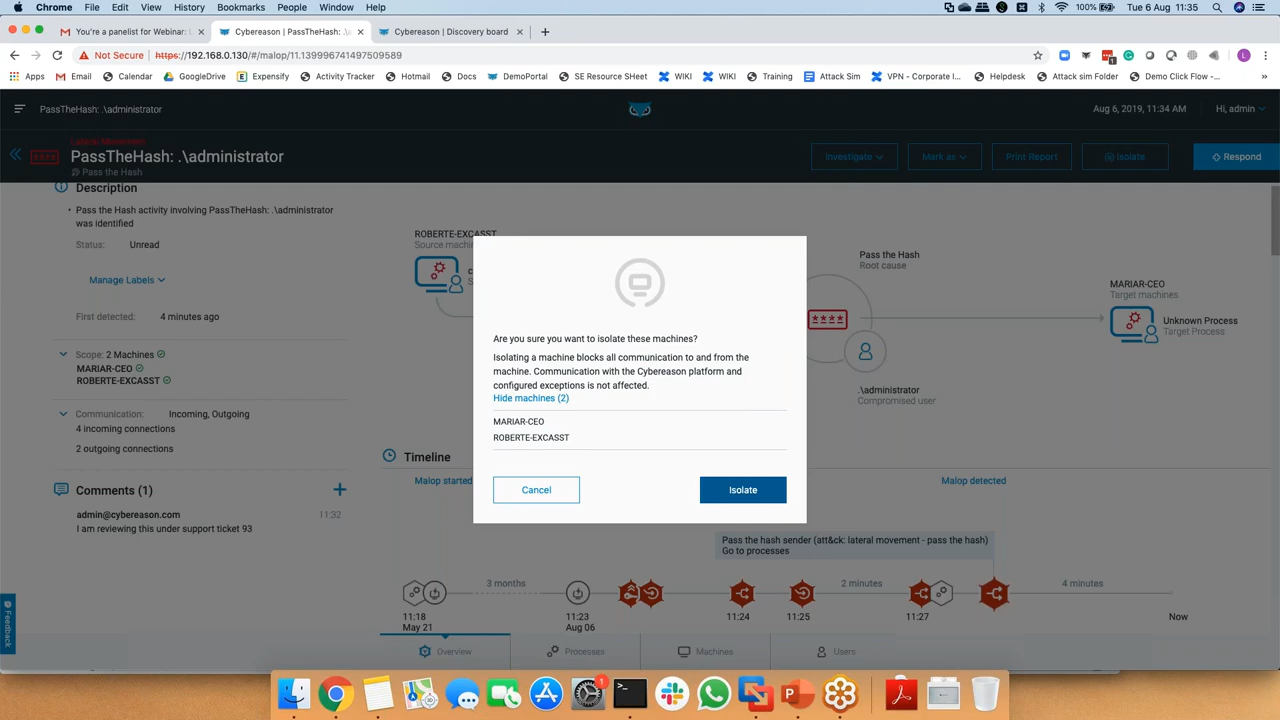 Chrome File Edit View History Bookmarks People Window Help 100% Tue 6 Aug 11:35
You're a panelist for Webinar: Cybereason | PassTheHash: .\ Cybereason | Discovery board
Not Secure https://192.168.0.130/#/malop/11.1399967414975095​89
Apps Email Calendar GoogleDrive Expensify Activity Tracker Hotmail Docs DemoPortal SE Resource SHeet WIKI WIKI Training Attack Sim VPN - Corporate I... Helpdesk Attack sim Folder Demo Click Flow -... »
PassTheHash: .\administrator Aug 6, 2019, 11:34 AM Hi, admin
Lateral Movement
PassTheHash: .\administrator
Pass the Hash
Investigate Mark as Print Report Isolate Respond
Description
• Pass the Hash activity involving PassTheHash: .\administrator
was identified
Status: Unread
Manage Labels
First detected: 4 minutes ago
Scope: 2 Machines
MARIAR-CEO
ROBERTE-EXCASST
Communication: Incoming, Outgoing
4 incoming connections
2 outgoing connections
Comments (1)
admin@cybereason.com 11:32
I am reviewing this under support ticket 93
Feedback
ROBERTE-EXCASST
Source machin
Pass the Hash
Root cause
MARIAR-CEO
Target machines
Unknown Process
Target Process
.\administrator
Compromised user
Are you sure you want to isolate these machines?
Isolating a machine blocks all communication to and from the
machine. Communication with the Cybereason platform and
configured exceptions is not affected.
Hide machines (2)
MARIAR-CEO
ROBERTE-EXCASST
Cancel Isolate
Timeline
Malop started Malop detected
Pass the hash sender (att&ck: lateral movement - pass the hash)
Go to processes
3 months 2 minutes 4 minutes
11:18 11:23 11:24 11:25 11:27 Now
May 21 Aug 06
Overview Processes Machines Users